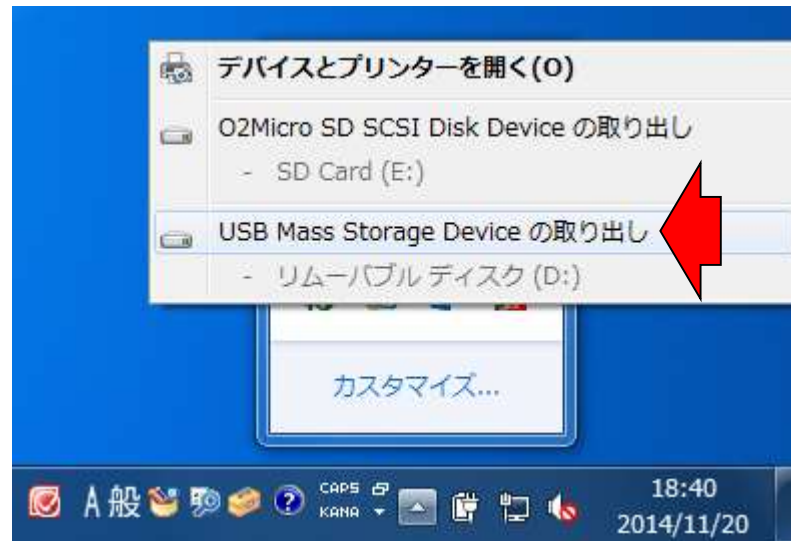 デバイスとプリンターを開く(O)
O2Micro SD SCSI Disk Device の取り出し
- SD Card (E:)
USB Mass Storage Device の取り出し
- リムーバブル ディスク (D:)
カスタマイズ...
A 般
CAPS
KANA
18:40
2014/11/20